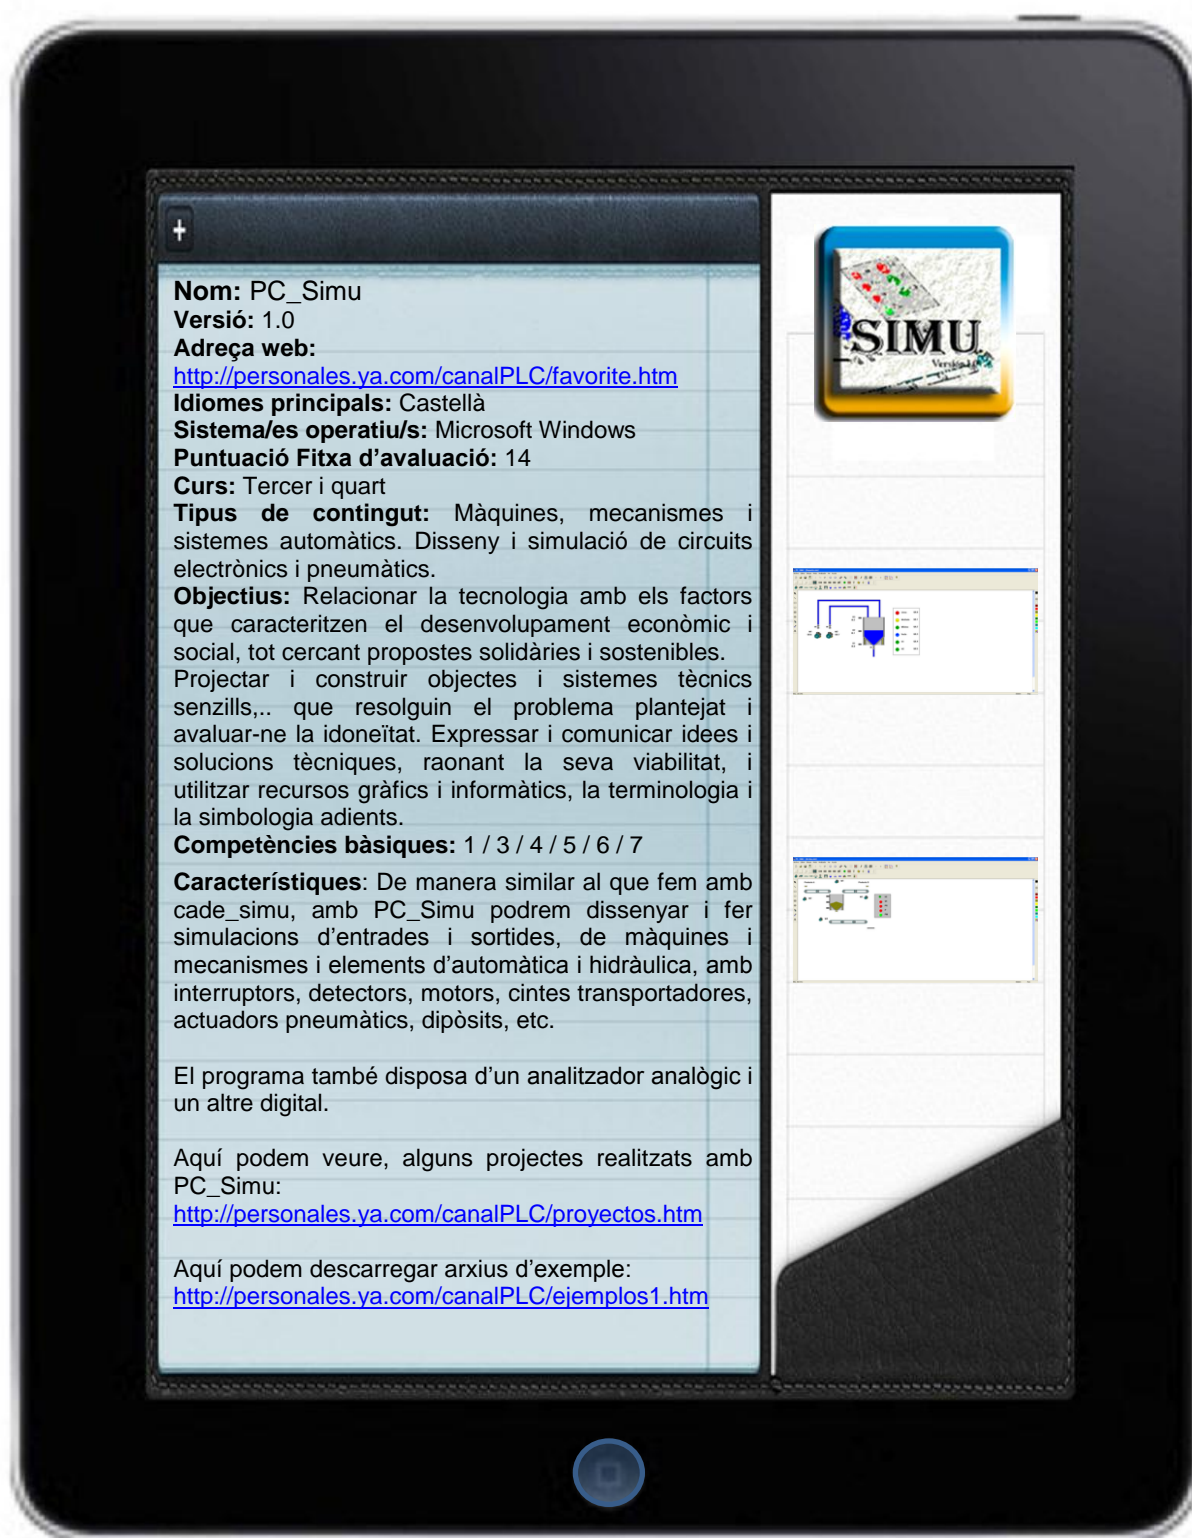 Nom: PC_Simu
Versió: 1.0
Adreça web:
http://personales.ya.com/canalPLC/favorite.htm
Idiomes principals: Castellà
Sistema/es operatiu/s: Microsoft Windows
Puntuació Fitxa d'avaluació: 14
Curs: Tercer i quart
Tipus de contingut: Màquines, mecanismes i
sistemes automàtics. Disseny i simulació de circuits
electrònics i pneumàtics.
Objectius: Relacionar la tecnologia amb els factors
que caracteritzen el desenvolupament econòmic i
social, tot cercant propostes solidàries i sostenibles.
Projectar i construir objectes i sistemes tècnics
senzills,.. que resolguin el problema plantejat i
avaluar-ne la idoneïtat. Expressar i comunicar idees i
solucions tècniques, raonant la seva viabilitat, i
utilitzar recursos gràfics i informàtics, la terminologia i
la simbologia adients.
Competències bàsiques: 1 / 3 / 4 / 5 / 6 / 7
Característiques: De manera similar al que fem amb
cade_simu, amb PC_Simu podrem dissenyar i fer
simulacions d'entrades i sortides, de màquines i
mecanismes i elements d'automàtica i hidràulica, amb
interruptors, detectors, motors, cintes transportadores,
actuadors pneumàtics, dipòsits, etc.
El programa també disposa d'un analitzador analògic i
un altre digital.
Aquí podem veure, alguns projectes realitzats amb
PC_Simu:
http://personales.ya.com/canalPLC/proyectos.htm
Aquí podem descarregar arxius d'exemple:
http://personales.ya.com/canalPLC/ejemplos1.htm
SIMU